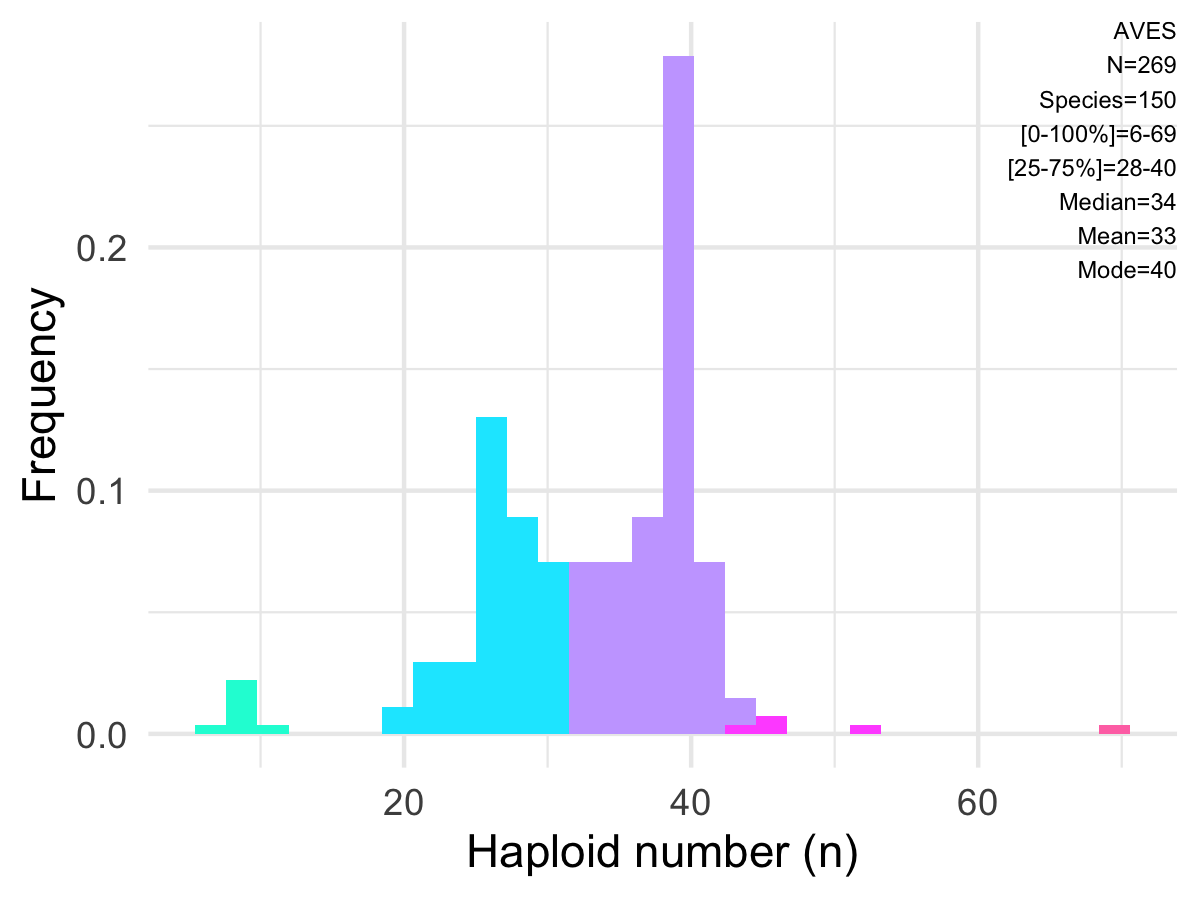 AVES
N=269
Species=150
[0-100%]=6-69
[25-75%]=28-40
Median=34
Mean=33
Mode=40
Frequency
0.2
0.1
0.0
20 40 60
Haploid number (n)